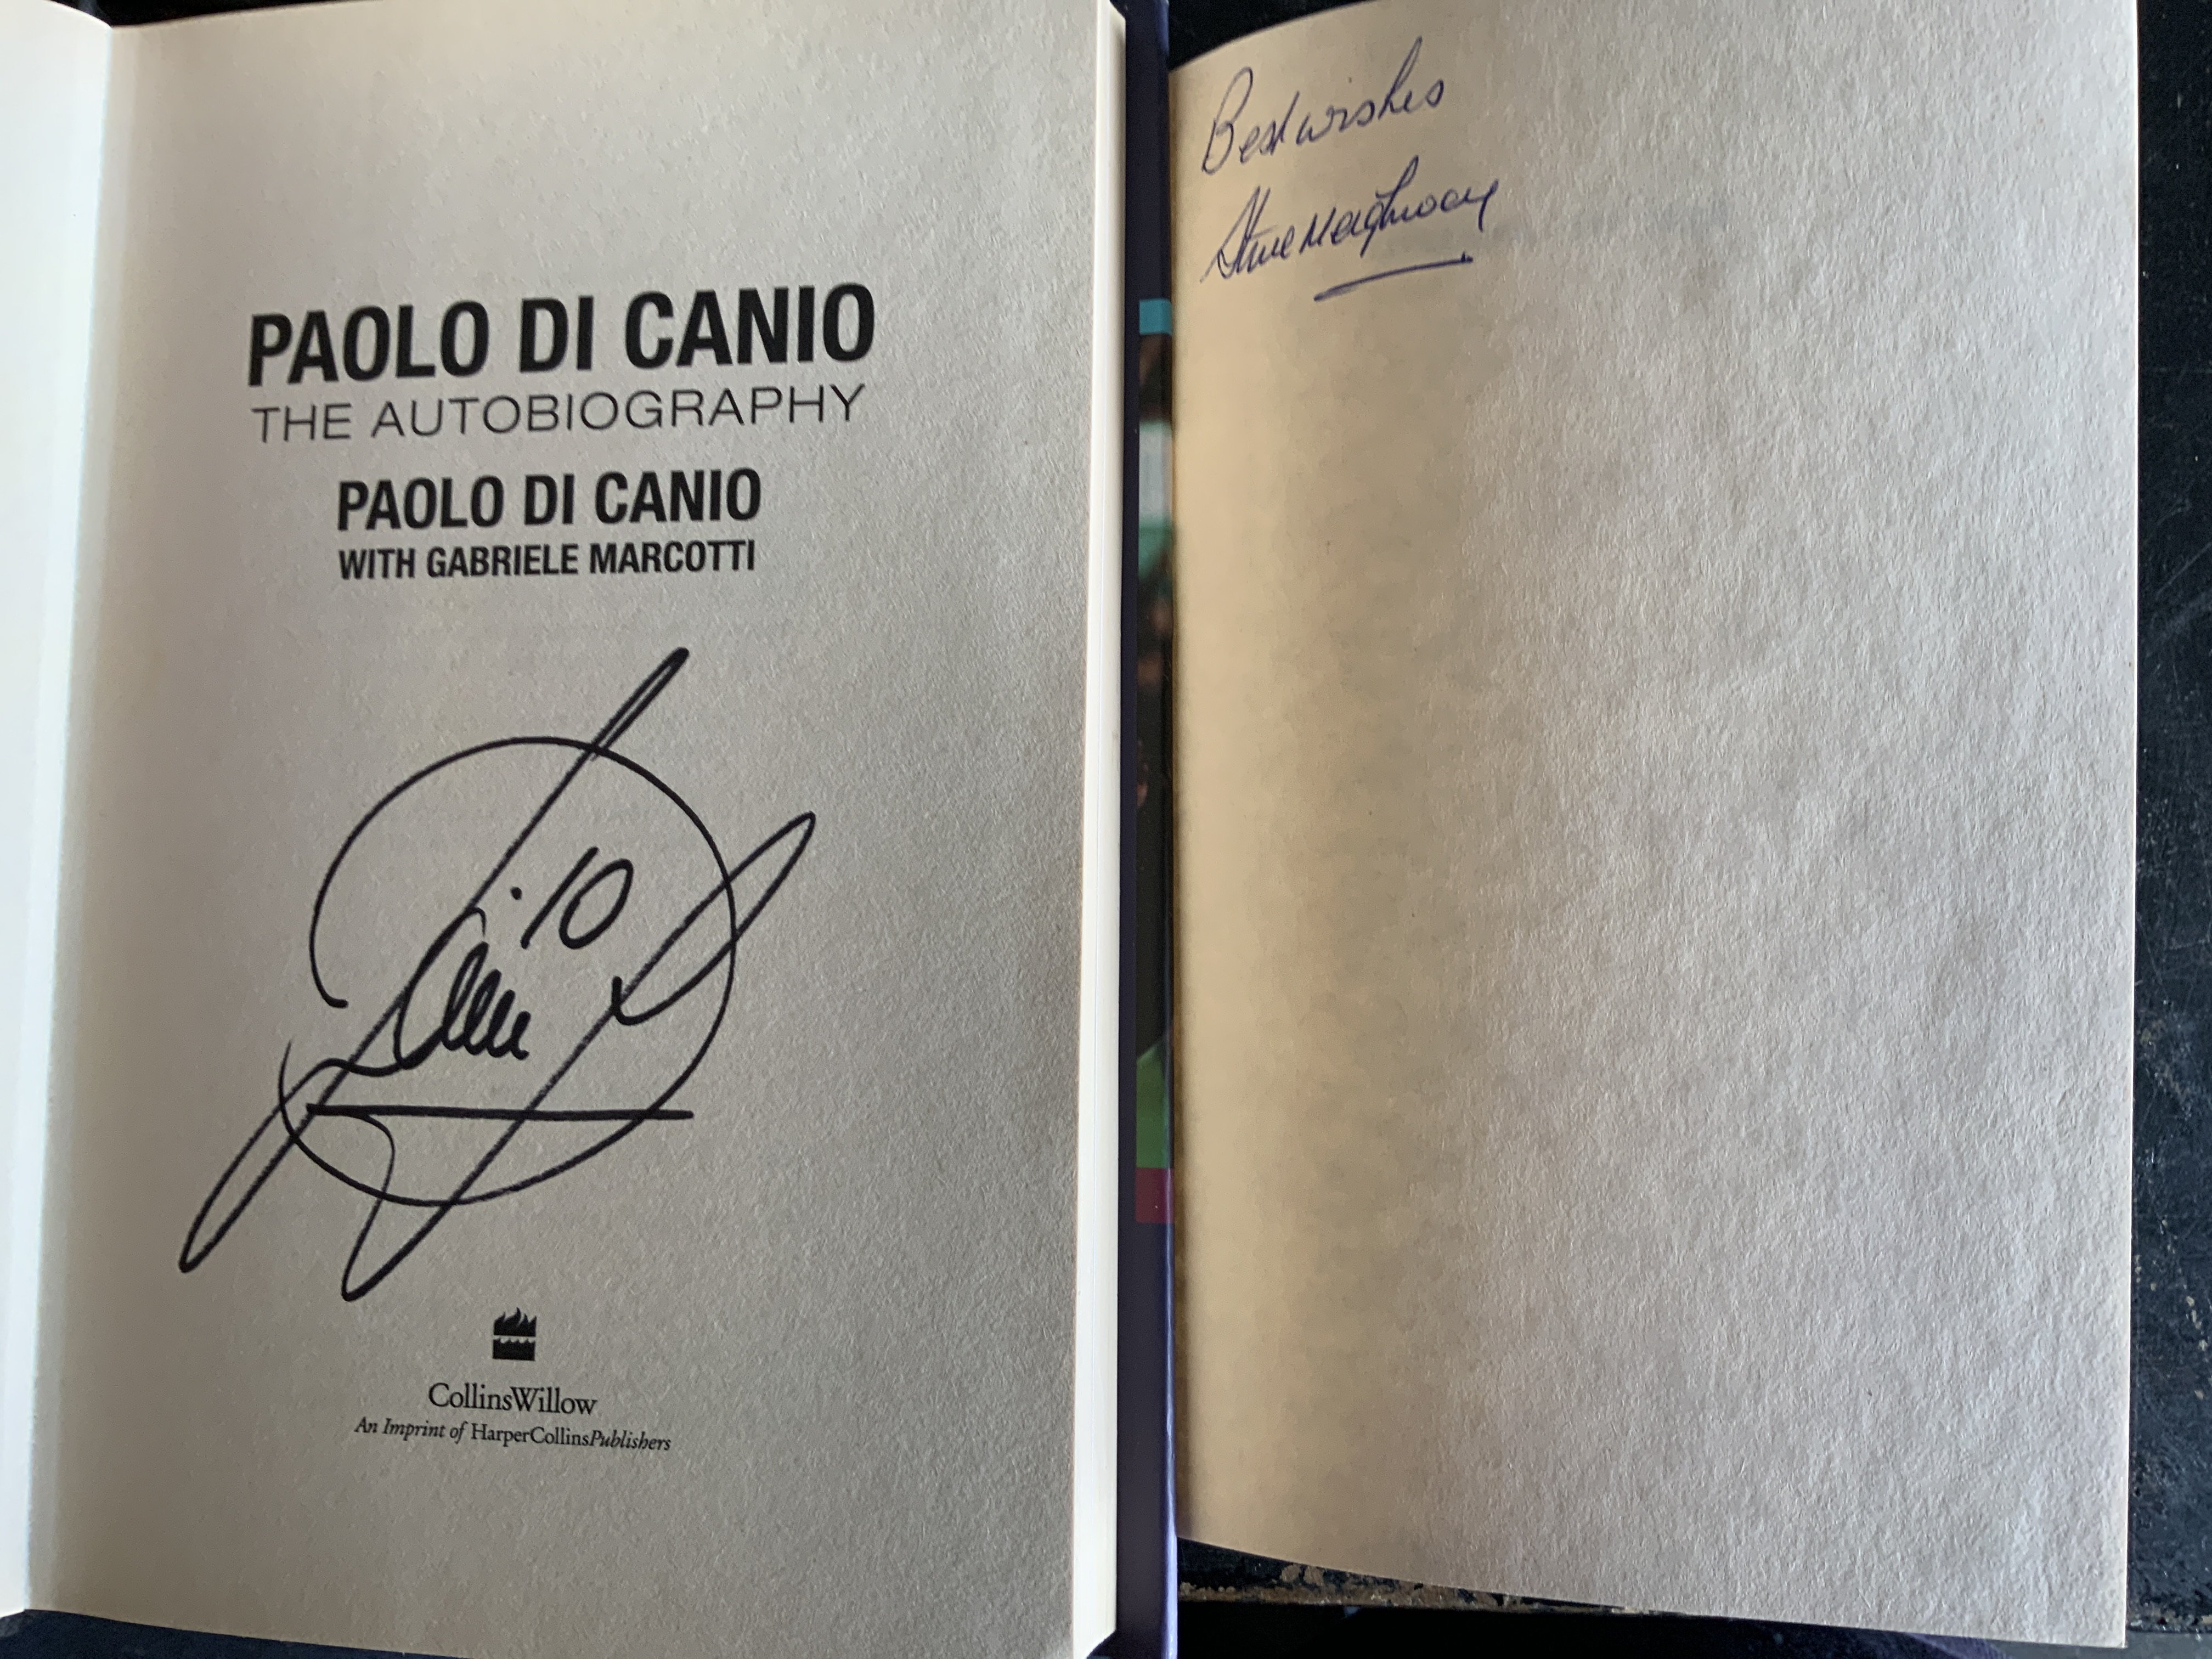 PAOLO DI CANIO
THE AUTOBIOGRAPHY
PAOLO DI CANIO
WITH GABRIELE MARCOTTI
10
CollinsWillow
An Imprint of HarperCollinsPublishers
Best wishes
Steve